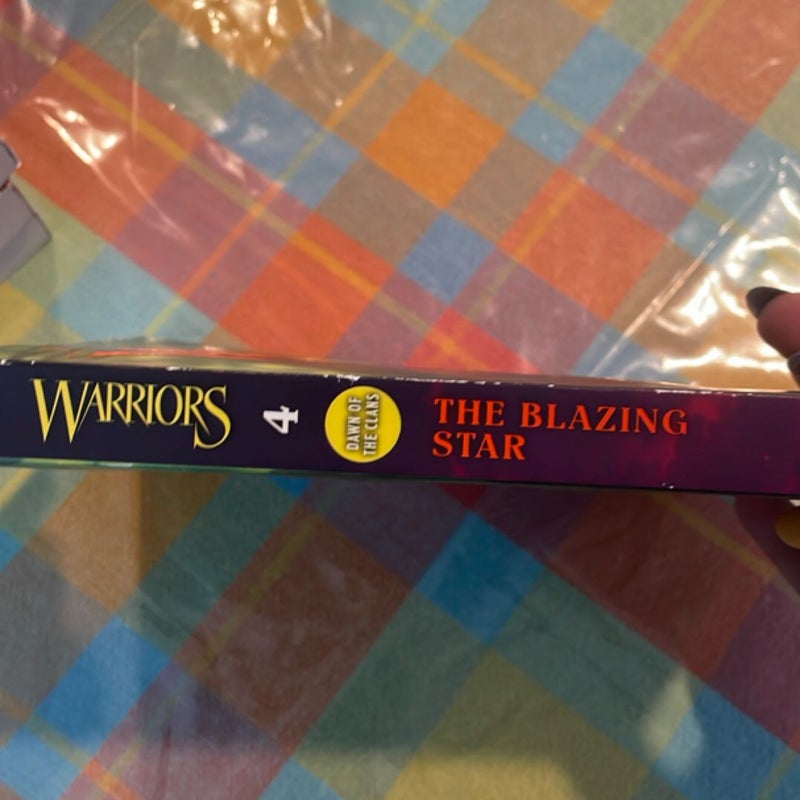 WARRIORS
4
DAWN OF
THE CLANS
THE BLAZING
STAR